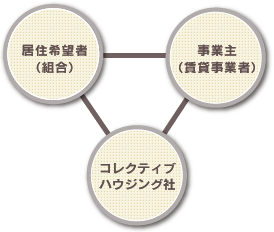 居住希望者
（組合）
事業主
（賃貸事業者）
コレクティブ
ハウジング社